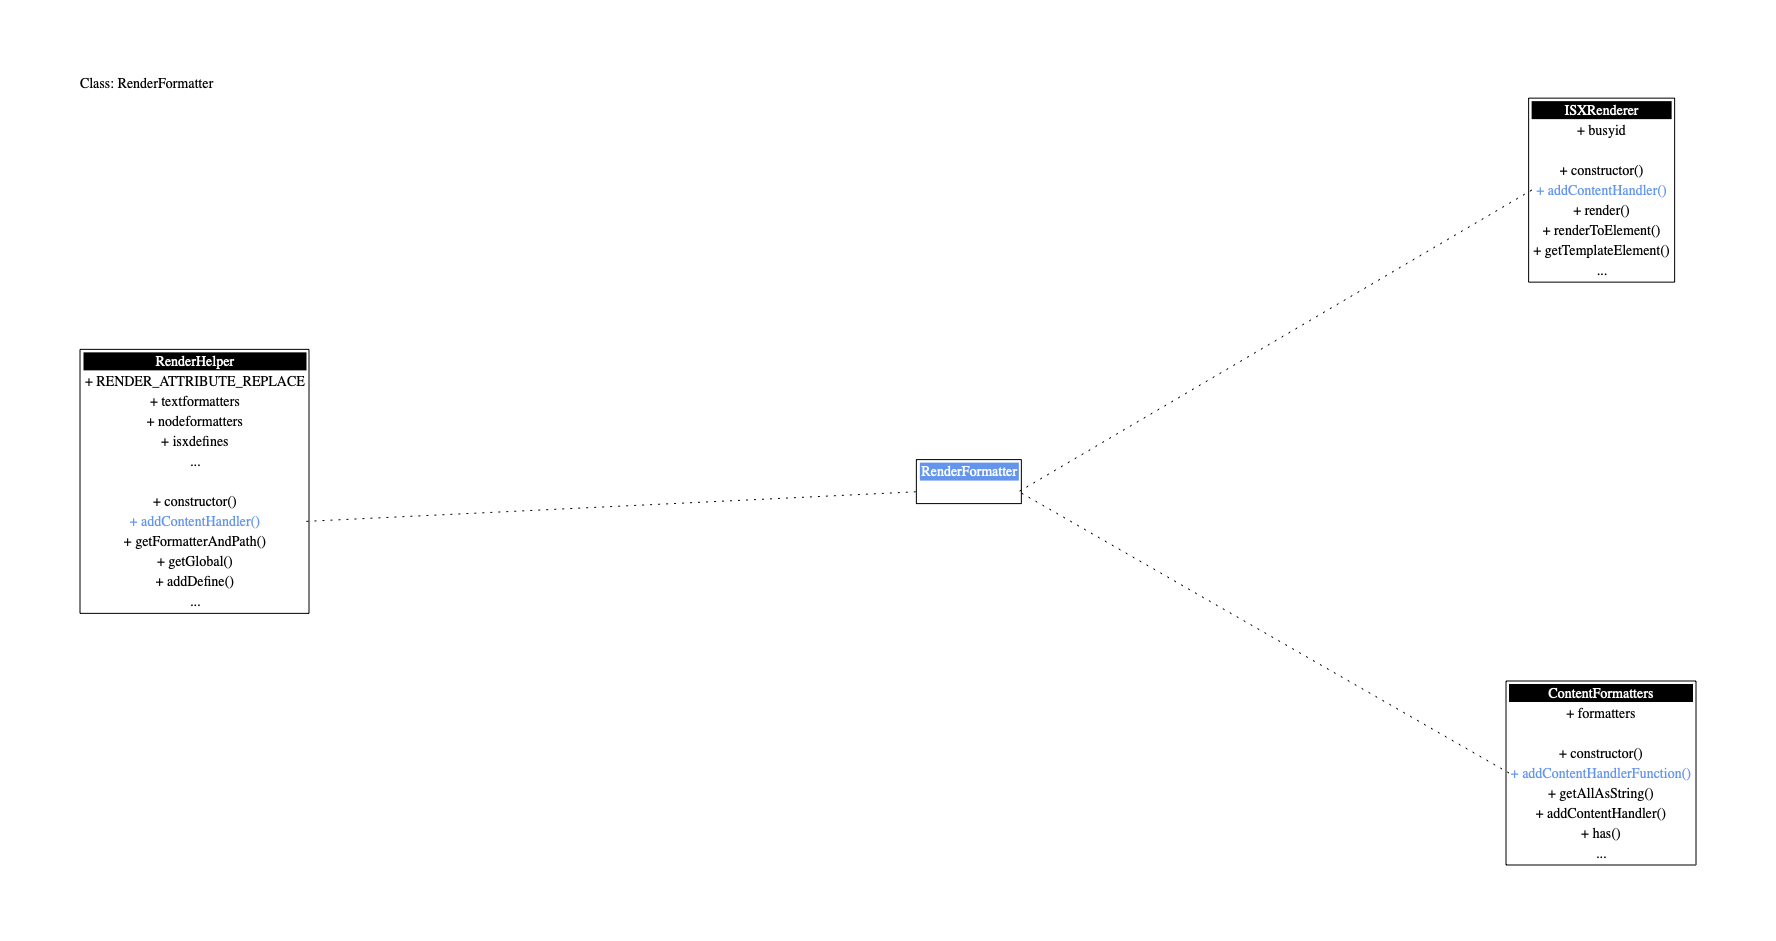 Class: RenderFormatter
ISXRenderer
+ busyid
+ constructor()
+ addContentHandler()
+ render()
+ renderToElement()
+ getTemplateElement()
...
RenderHelper
+ RENDER_ATTRIBUTE_REPLACE
+ textformatters
+ nodeformatters
+ isxdefines
...
+ constructor()
+ addContentHandler()
+ getFormatterAndPath()
+ getGlobal()
+ addDefine()
...
RenderFormatter
ContentFormatters
+ formatters
+ constructor()
+ addContentHandlerFunction()
+ getAllAsString()
+ addContentHandler()
+ has()
...